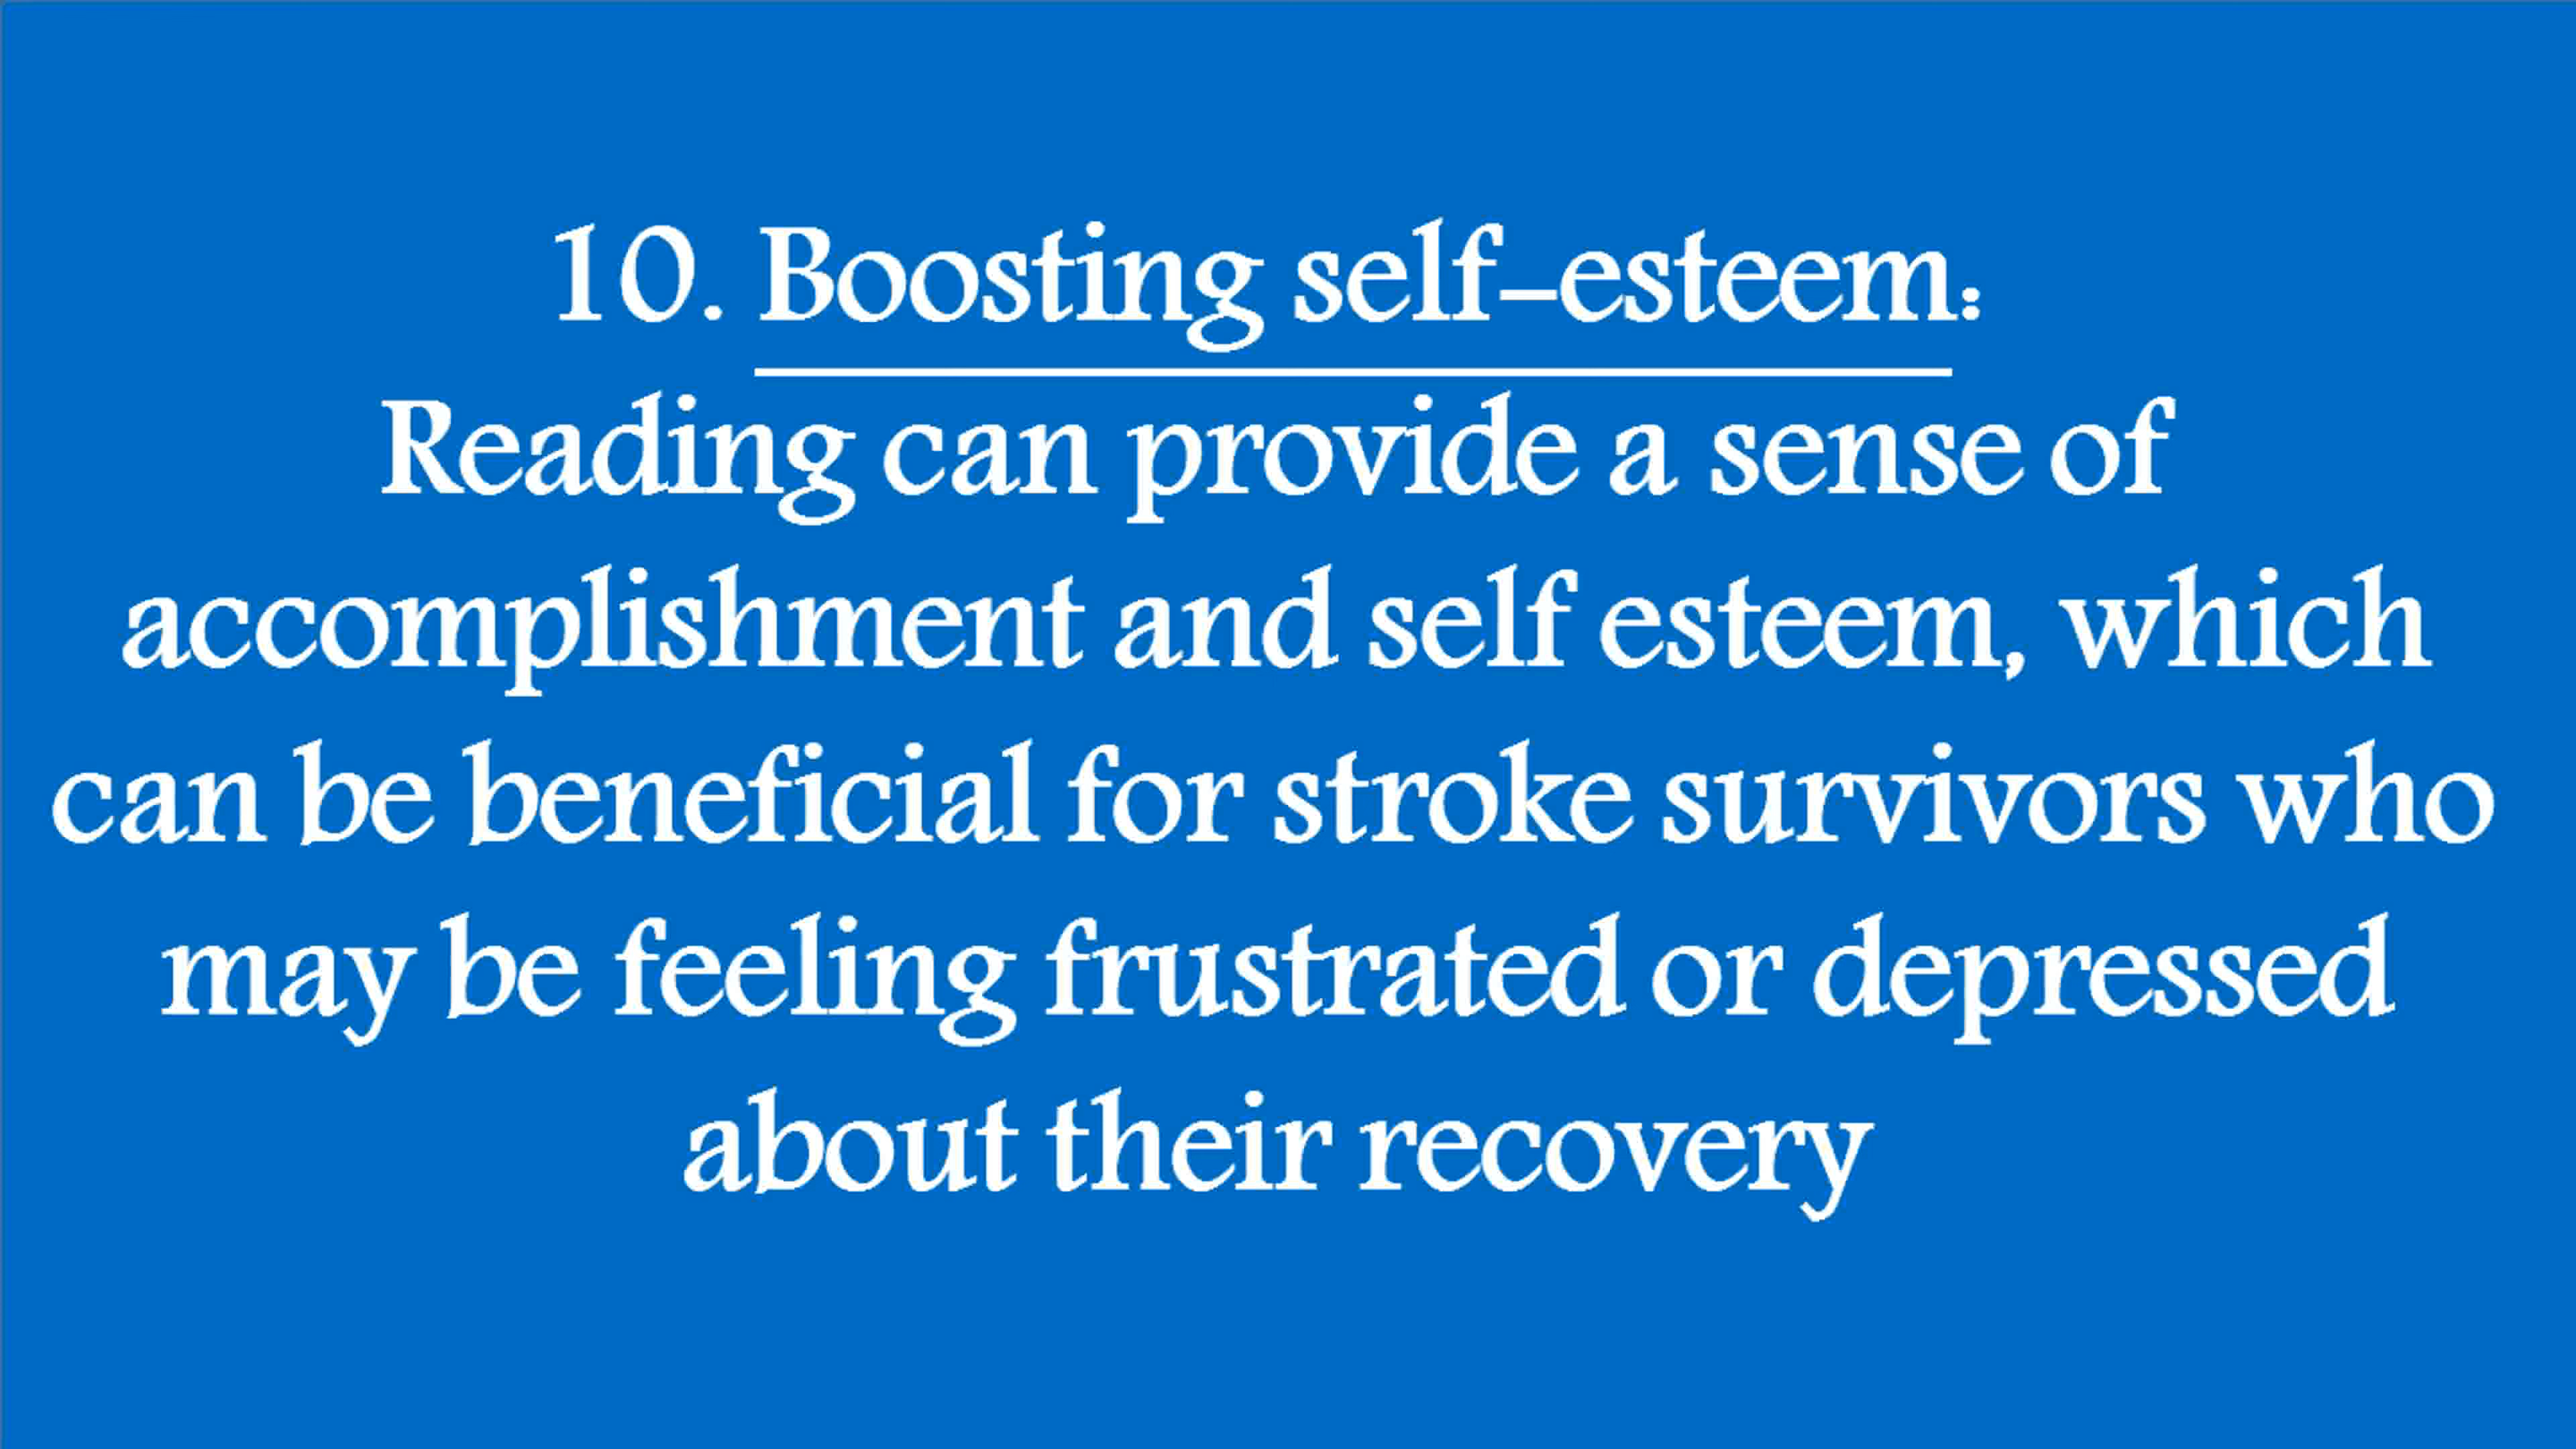 10. Boosting self-esteem:
Reading can provide a sense of
accomplishment and self esteem, which
can be beneficial for stroke survivors who
may be feeling frustrated or depressed
about their recovery